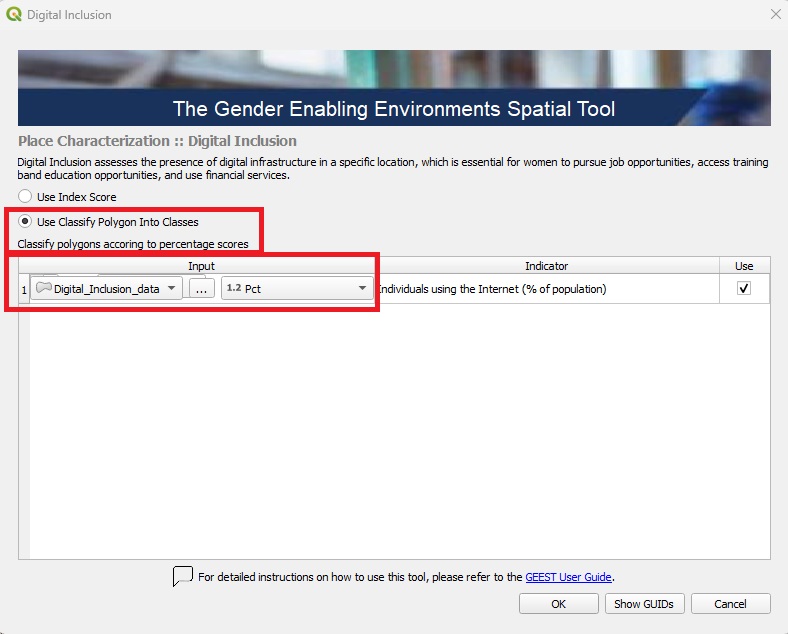 Digital Inclusion
The Gender Enabling Environments Spatial Tool
Place Characterization :: Digital Inclusion
Digital Inclusion assesses the presence of digital infrastructure in a specific location, which is essential for women to pursue job opportunities, access training
band education opportunities, and use financial services.
Use Index Score
Use Classify Polygon Into Classes
Classify polygons accoring to percentage scores
Input Indicator Use
1 Digital_Inclusion_data ... 1.2 Pct Individuals using the Internet (% of population)
For detailed instructions on how to use this tool, please refer to the GEEST User Guide.
OK Show GUIDs Cancel